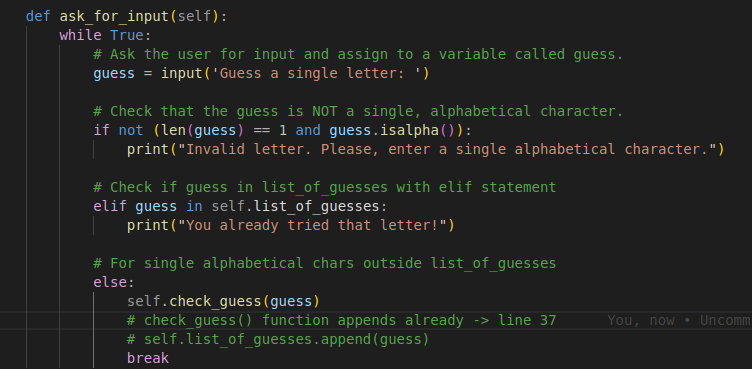 def ask_for_input(self):
    while True:
        # Ask the user for input and assign to a variable called guess.
        guess = input('Guess a single letter: ')

        # Check that the guess is NOT a single, alphabetical character.
        if not (len(guess) == 1 and guess.isalpha()):
            print("Invalid letter. Please, enter a single alphabetical character.")

        # Check if guess in list_of_guesses with elif statement
        elif guess in self.list_of_guesses:
            print("You already tried that letter!")

        # For single alphabetical chars outside list_of_guesses
        else:
            self.check_guess(guess)
            # check_guess() function appends already -> line 37      You, now • Uncomm
            # self.list_of_guesses.append(guess)
            break